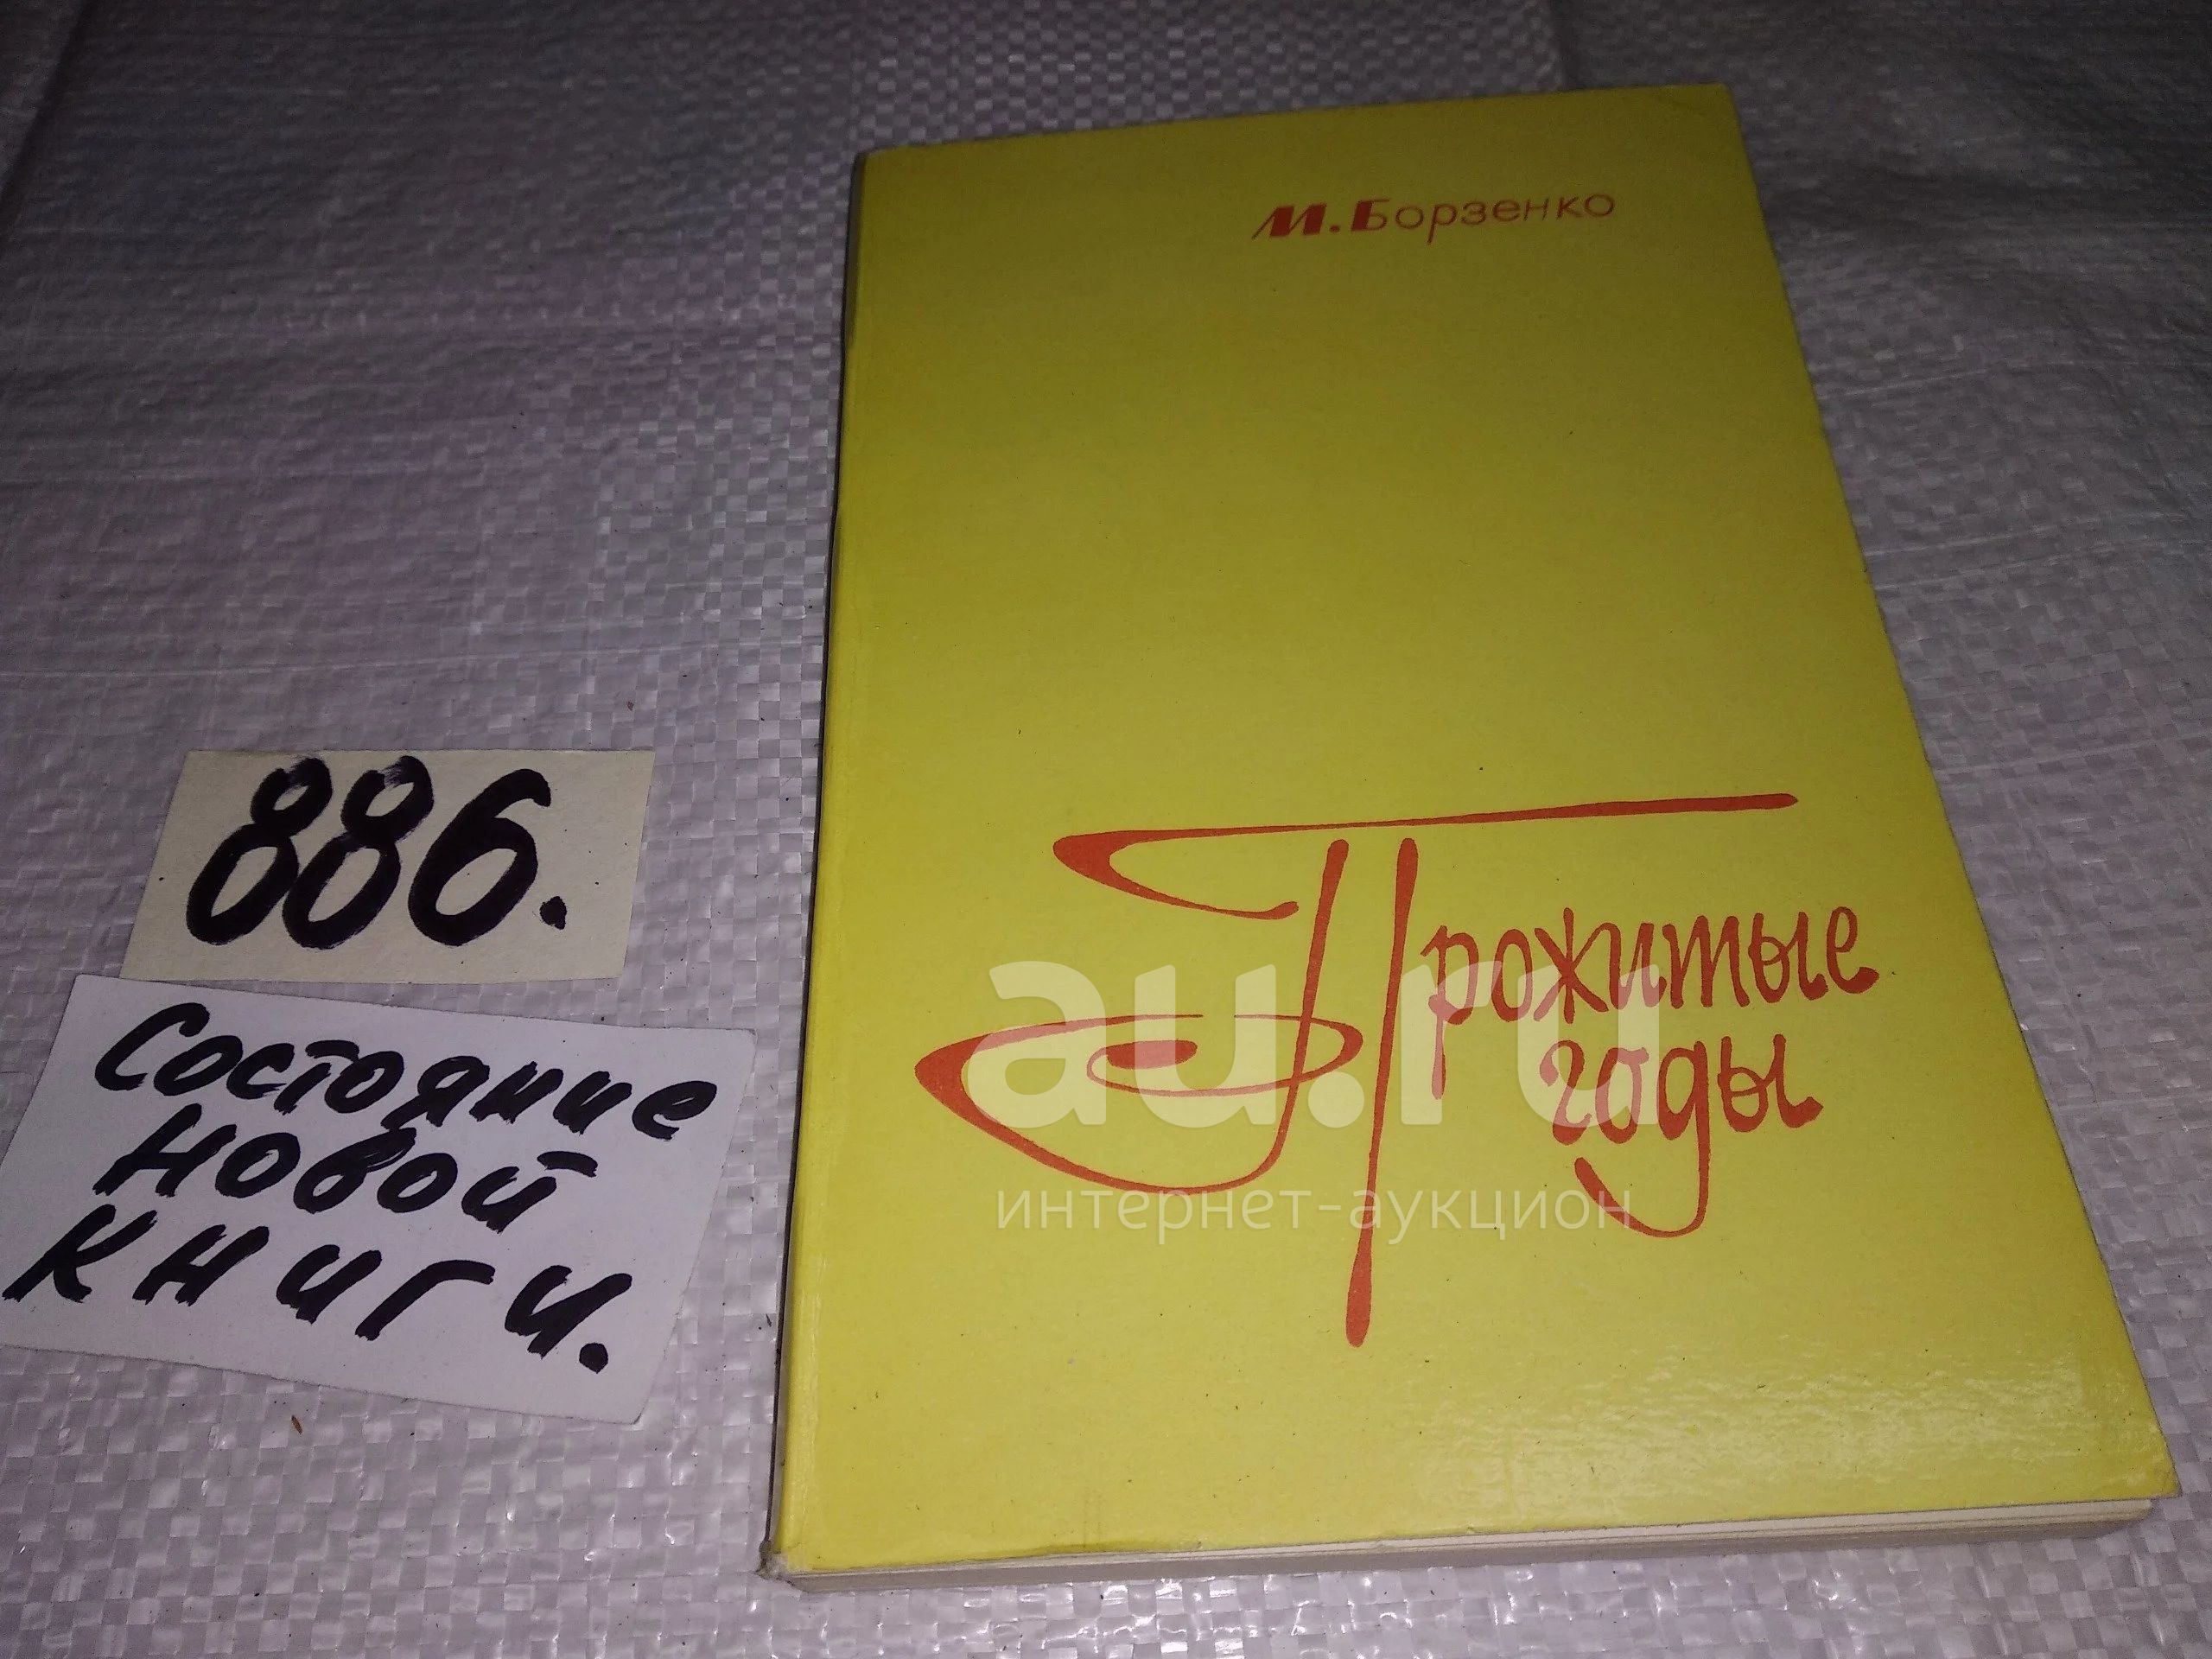 М. Борзенко
Прожитые
годы
886.
Состояние
новой
книги.
au.ru
интернет-аукцион